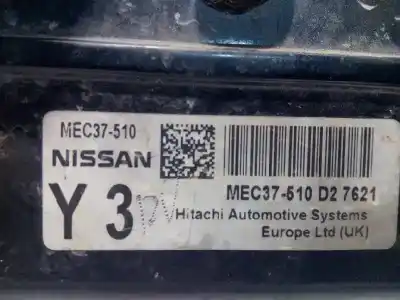 MEC37-510
NISSAN
MEC37-510 D2 7621
Y 3
Hitachi Automotive Systems
Europe Ltd (UK)